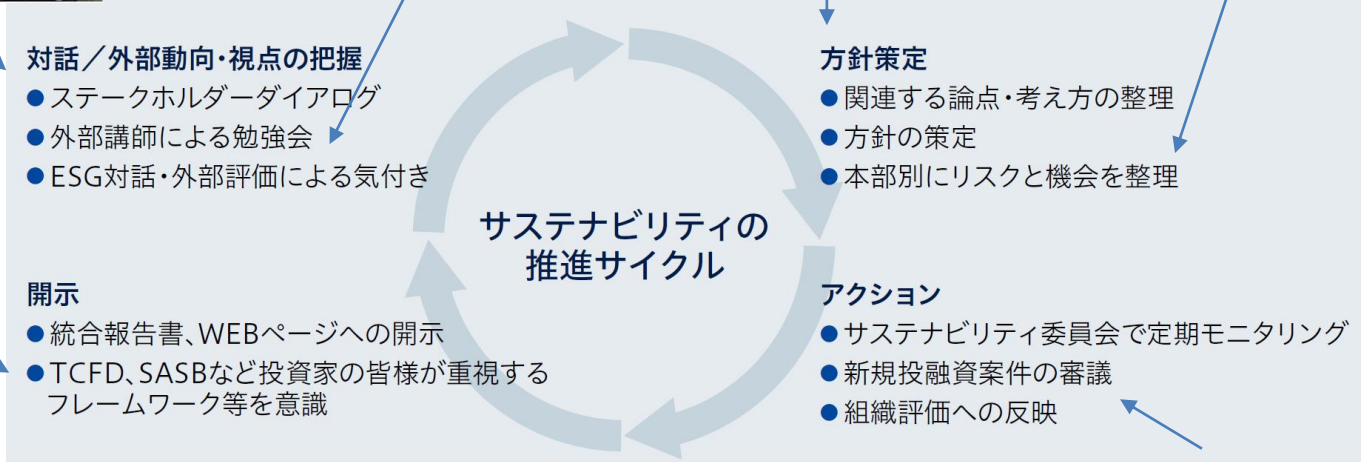 対話／外部動向・視点の把握
●ステークホルダーダイアログ
●外部講師による勉強会
●ESG対話・外部評価による気付き
方針策定
●関連する論点・考え方の整理
●方針の策定
●本部別にリスクと機会を整理
サステナビリティの
推進サイクル
開示
●統合報告書、WEBページへの開示
●TCFD、SASBなど投資家の皆様が重視する
フレームワーク等を意識
アクション
●サステナビリティ委員会で定期モニタリング
●新規投融資案件の審議
●組織評価への反映